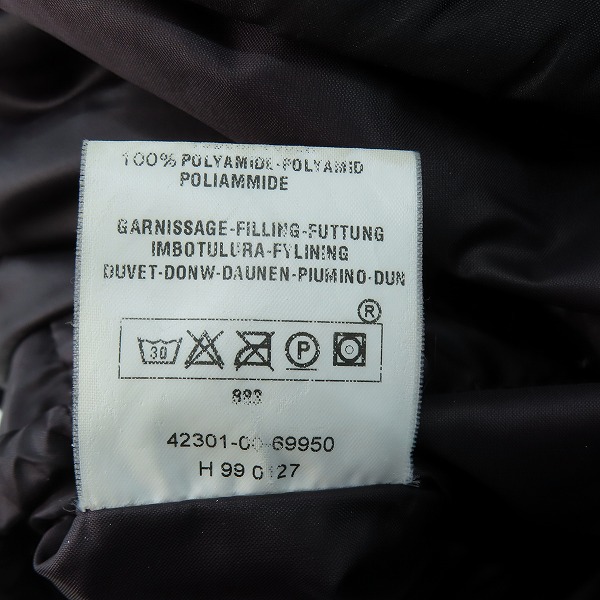 100% POLYAMIDE-POLYAMID
POLIAMMIDE
GARNISSAGE-FILLING-FUTTUNG
IMBOTULURA-FYLINING
DUVET-DONW-DAUNEN-PIUMINO-DUN
®
30 P
883
42301-00-69950
H 99 0127